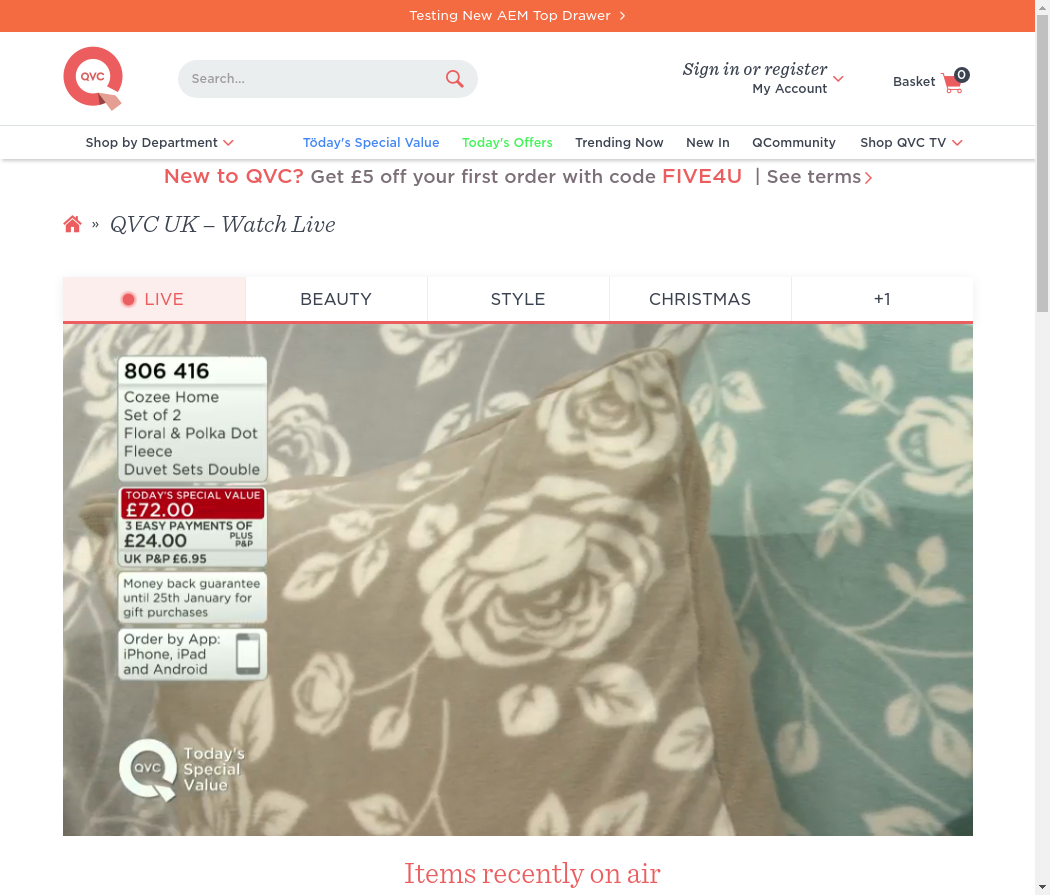 Testing New AEM Top Drawer
QVC
Search...
Sign in or register
My Account
Basket
0
Shop by Department
Töday's Special Value
Today's Offers
Trending Now
New In
QCommunity
Shop QVC TV
New to QVC? Get £5 off your first order with code FIVE4U | See terms
» QVC UK – Watch Live
LIVE
BEAUTY
STYLE
CHRISTMAS
+1
806 416
Cozee Home
Set of 2
Floral & Polka Dot
Fleece
Duvet Sets Double
TODAY'S SPECIAL VALUE
£72.00
3 EASY PAYMENTS OF
£24.00 PLUS P&P
UK P&P £6.95
Money back guarantee
until 25th January for
gift purchases
Order by App:
iPhone, iPad
and Android
QVC
Today's
Special
Value
Items recently on air